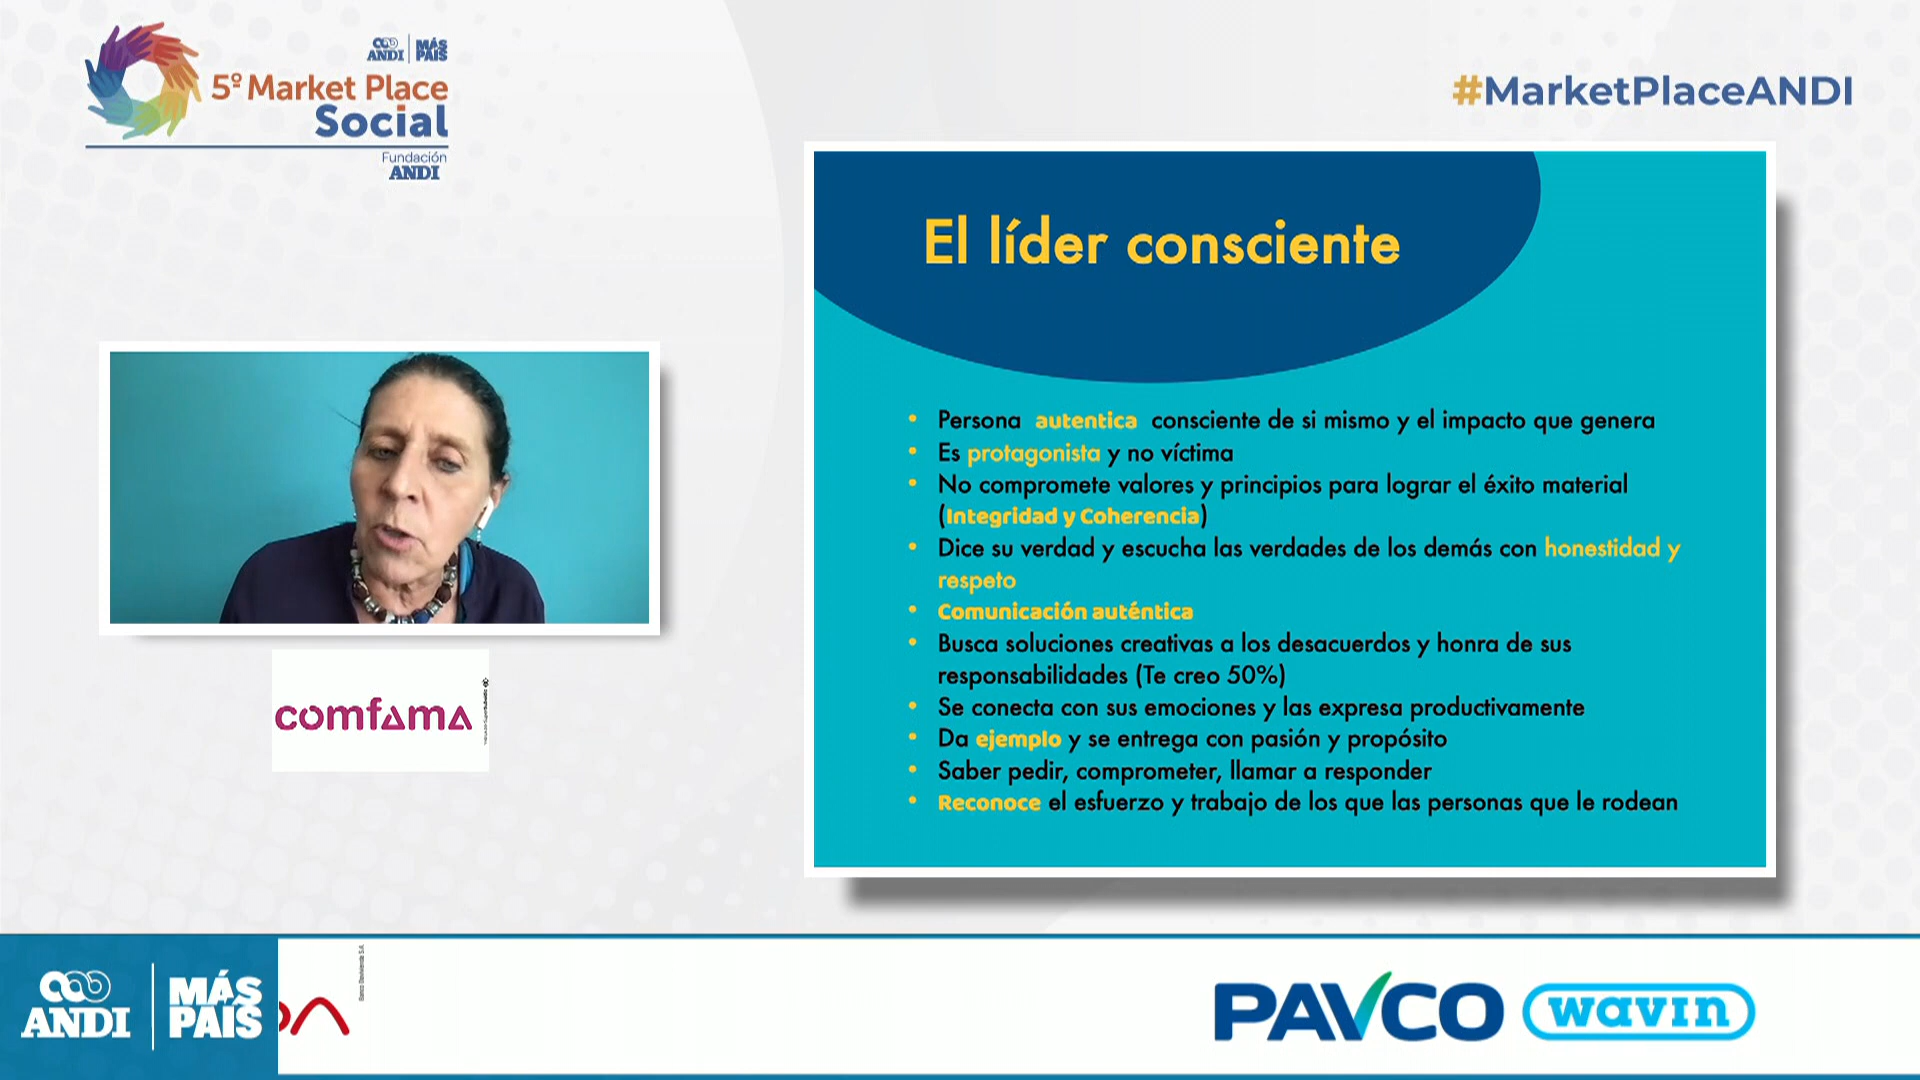 ANDI MÁS PAÍS
5º Market Place
Social
Fundación
ANDI
#MarketPlaceANDI
El líder consciente
• Persona autentica consciente de si mismo y el impacto que genera
• Es protagonista y no víctima
• No compromete valores y principios para lograr el éxito material
(Integridad y Coherencia)
• Dice su verdad y escucha las verdades de los demás con honestidad y
respeto
• Comunicación auténtica
• Busca soluciones creativas a los desacuerdos y honra de sus
responsabilidades (Te creo 50%)
• Se conecta con sus emociones y las expresa productivamente
• Da ejemplo y se entrega con pasión y propósito
• Saber pedir, comprometer, llamar a responder
• Reconoce el esfuerzo y trabajo de los que las personas que le rodean
comfama
ANDI
MÁS
PAÍS
Banco Davivienda S.A.
PAVCO wavin